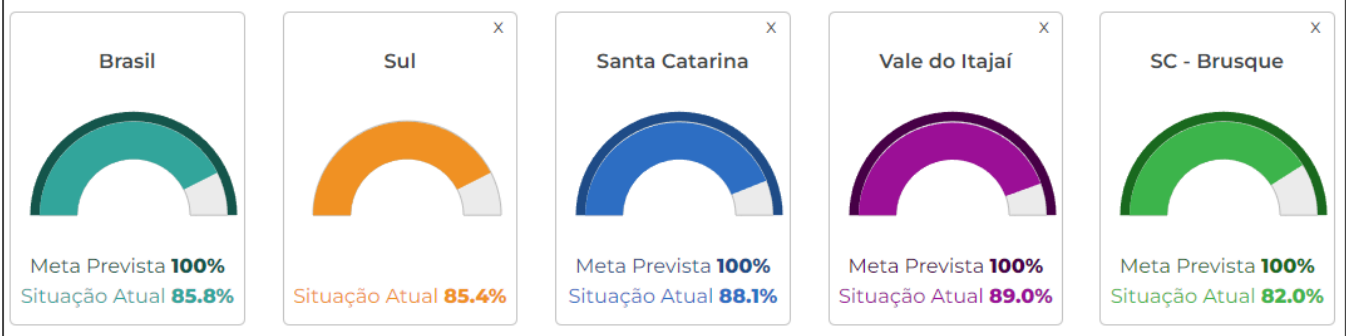 Brasil
Meta Prevista 100%
Situação Atual 85.8%
X
Sul
Situação Atual 85.4%
X
Santa Catarina
Meta Prevista 100%
Situação Atual 88.1%
X
Vale do Itajaí
Meta Prevista 100%
Situação Atual 89.0%
X
SC - Brusque
Meta Prevista 100%
Situação Atual 82.0%